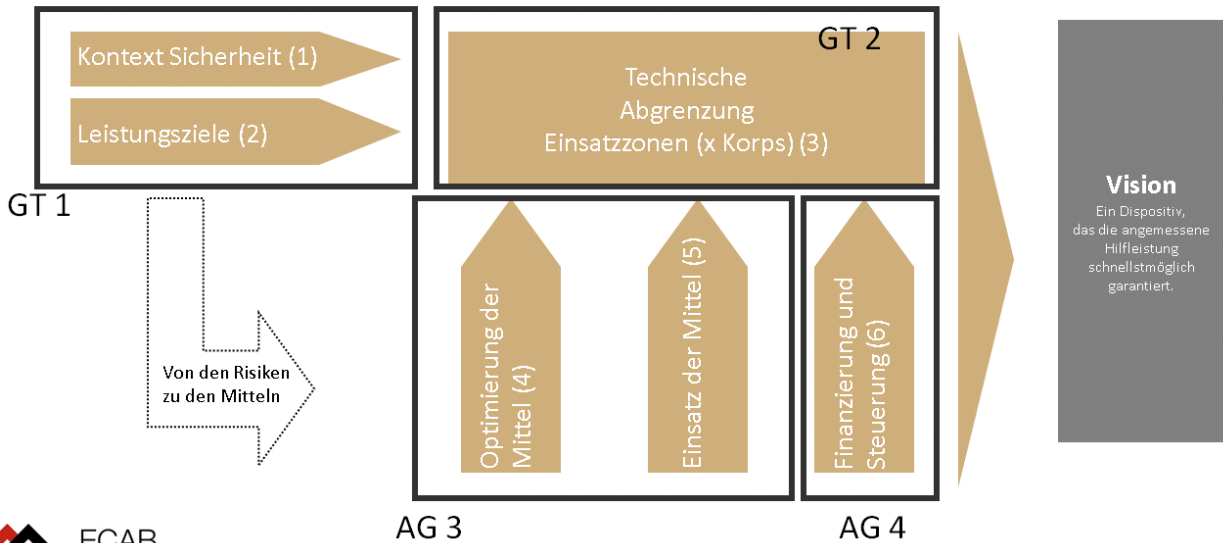 Kontext Sicherheit (1)
Leistungsziele (2)
GT 1
GT 2
Technische
Abgrenzung
Einsatzzonen (x Korps) (3)
Von den Risiken
zu den Mitteln
Optimierung der
Mittel (4)
Einsatz der Mittel (5)
AG 3
Finanzierung und
Steuerung (6)
AG 4
Vision
Ein Dispositiv,
das die angemessene
Hilfleistung
schnellstmöglich
garantiert.
ECAB